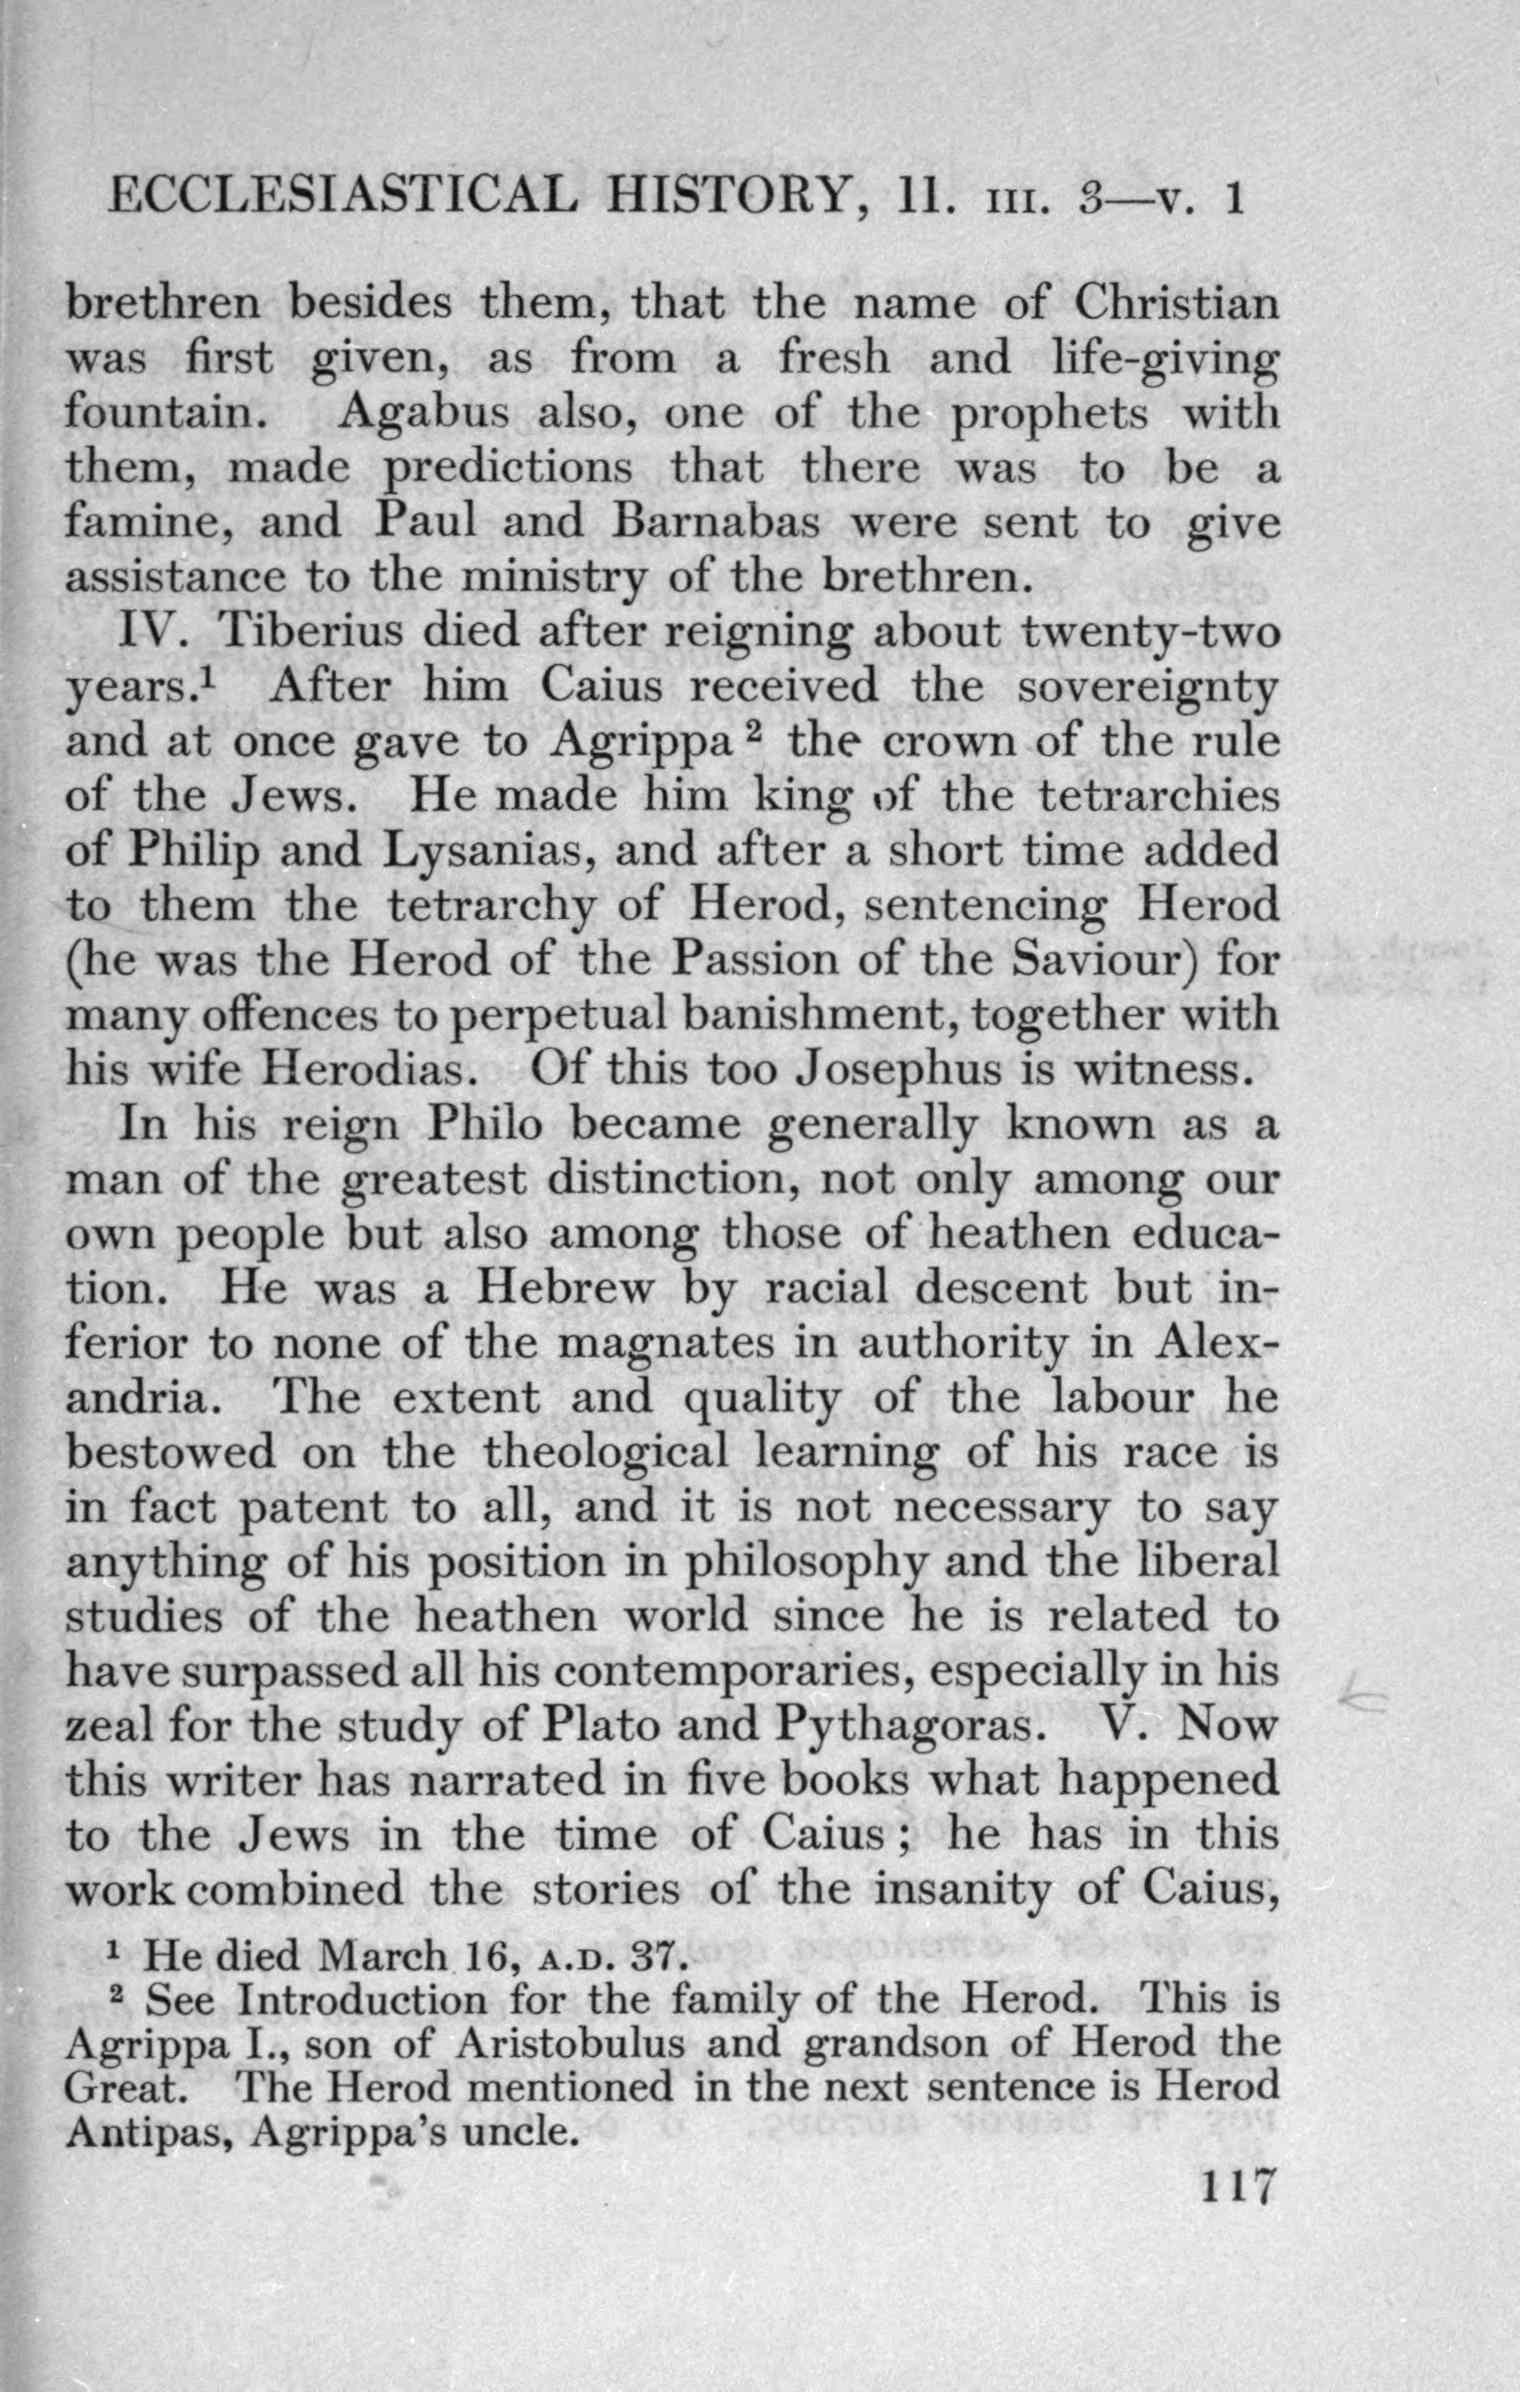 ECCLESIASTICAL HISTORY, II. III. 3—V. 1
brethren besides them, that the name of Christian
was first given, as from a fresh and life-giving
fountain. Agabus also, one of the prophets with
them, made predictions that there was to be a
famine, and Paul and Barnabas were sent to give
assistance to the ministry of the brethren.
IV. Tiberius died after reigning about twenty-two
years.¹ After him Caius received the sovereignty
and at once gave to Agrippa ² the crown of the rule
of the Jews. He made him king of the tetrarchies
of Philip and Lysanias, and after a short time added
to them the tetrarchy of Herod, sentencing Herod
(he was the Herod of the Passion of the Saviour) for
many offences to perpetual banishment, together with
his wife Herodias. Of this too Josephus is witness.
In his reign Philo became generally known as a
man of the greatest distinction, not only among our
own people but also among those of heathen educa-
tion. He was a Hebrew by racial descent but in-
ferior to none of the magnates in authority in Alex-
andria. The extent and quality of the labour he
bestowed on the theological learning of his race is
in fact patent to all, and it is not necessary to say
anything of his position in philosophy and the liberal
studies of the heathen world since he is related to
have surpassed all his contemporaries, especially in his
zeal for the study of Plato and Pythagoras. V. Now
this writer has narrated in five books what happened
to the Jews in the time of Caius ; he has in this
work combined the stories of the insanity of Caius,
¹ He died March 16, A.D. 37.
² See Introduction for the family of the Herod. This is
Agrippa I., son of Aristobulus and grandson of Herod the
Great. The Herod mentioned in the next sentence is Herod
Antipas, Agrippa's uncle.
117